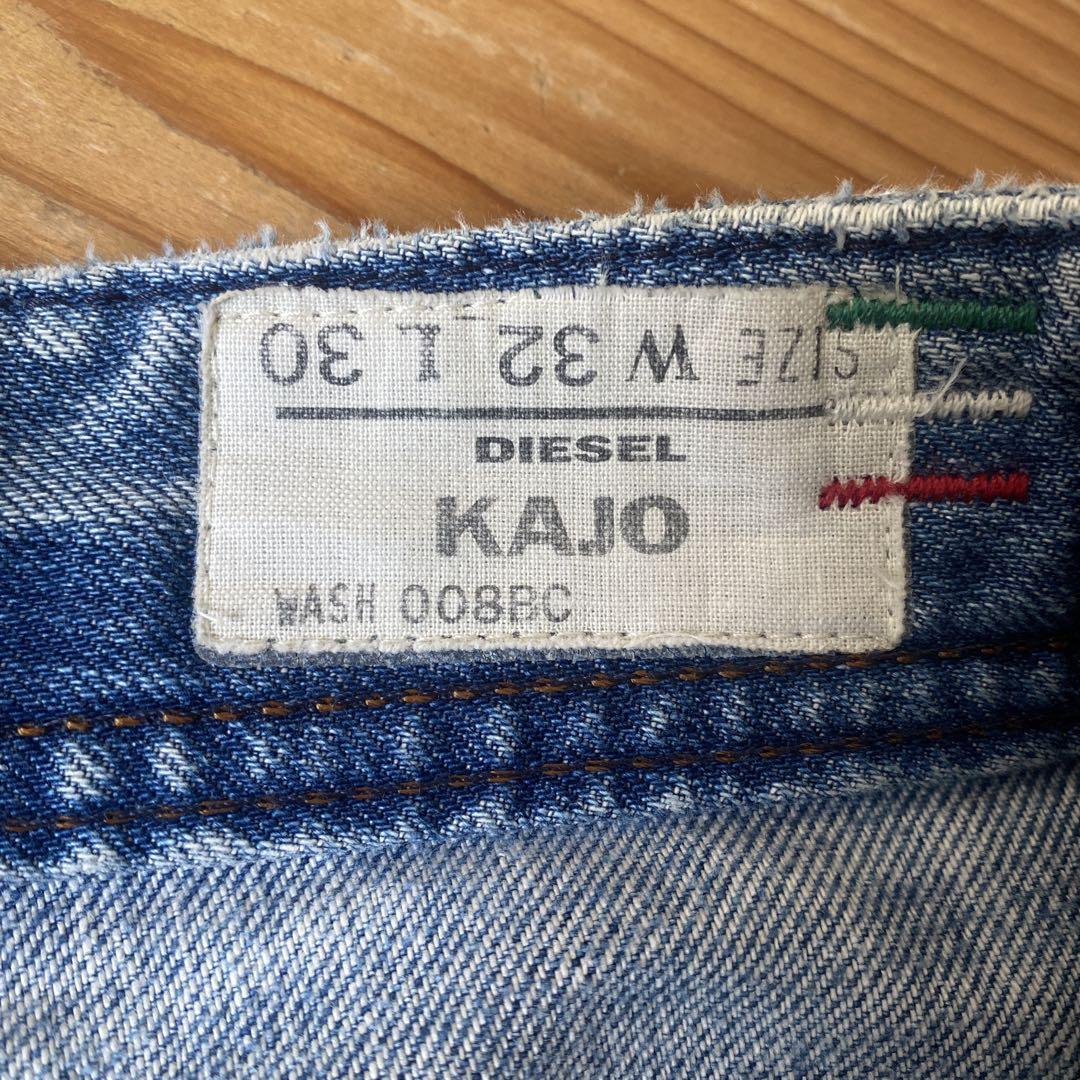 SIZE W 32 L 30
DIESEL
KAJO
WASH 008BC